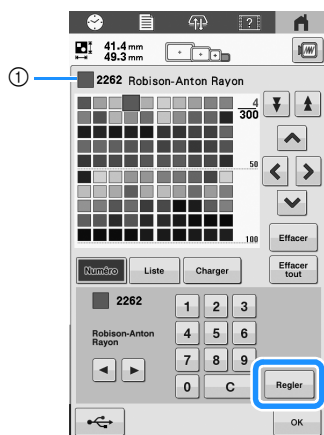 ?
41.4 mm
49.3 mm
①
2262 Robison-Anton Rayon
4
300
50
100
Effacer
Numéro
Liste
Charger
Effacer tout
2262
Robison-Anton
Rayon
1 2 3
4 5 6
7 8 9
0 C
Regler
OK